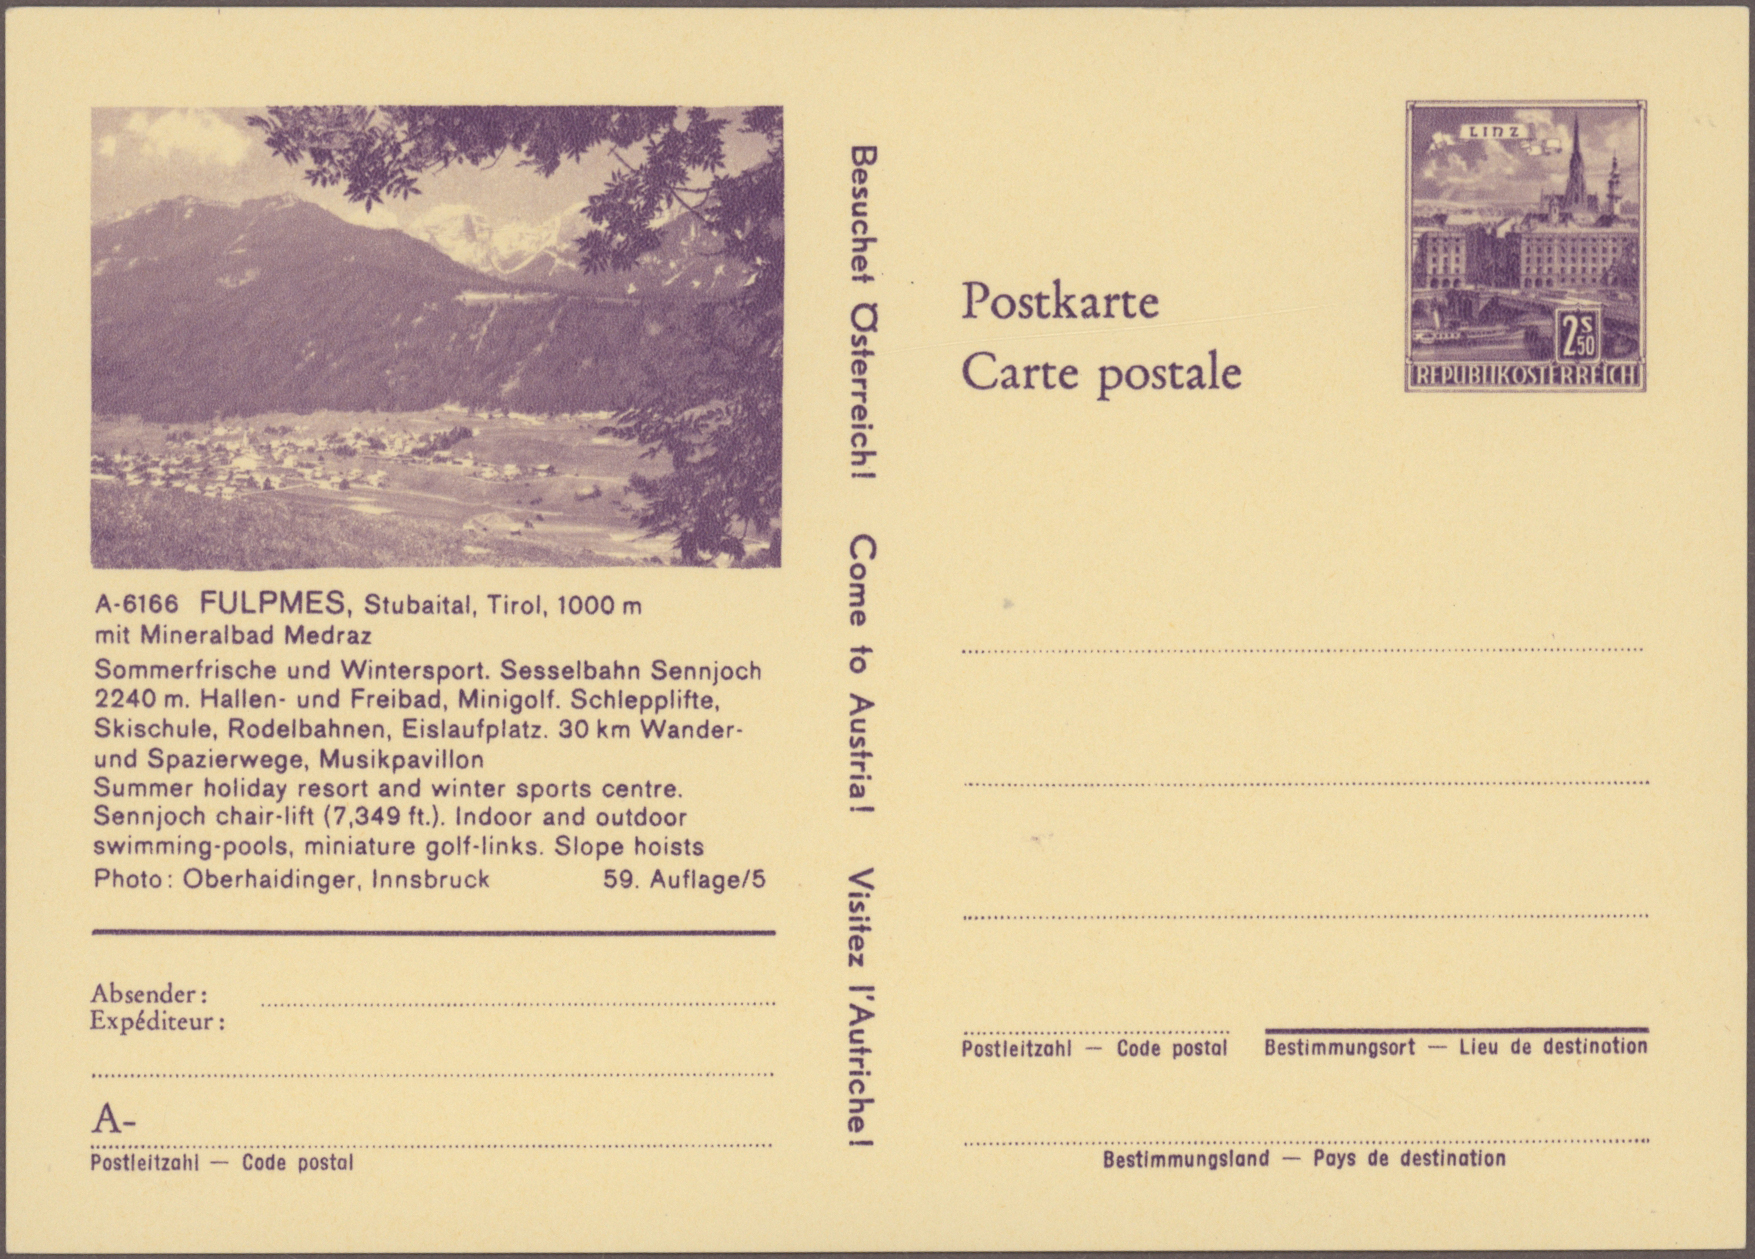 A-6166 FULPMES, Stubaital, Tirol, 1000 m
mit Mineralbad Medraz
Sommerfrische und Wintersport. Sesselbahn Sennjoch
2240 m. Hallen- und Freibad, Minigolf. Schlepplifte,
Skischule, Rodelbahnen, Eislaufplatz. 30 km Wander-
und Spazierwege, Musikpavillon
Summer holiday resort and winter sports centre.
Sennjoch chair-lift (7,349 ft.). Indoor and outdoor
swimming-pools, miniature golf-links. Slope hoists
Photo: Oberhaidinger, Innsbruck 59. Auflage/5
Absender:
Expéditeur:
A-
Postleitzahl — Code postal
Besuchet Österreich! Come to Austria! Visitez l'Autriche!
LINZ
2 S 50
REPUBLIK ÖSTERREICH
Postkarte
Carte postale
Postleitzahl — Code postal Bestimmungsort — Lieu de destination
Bestimmungsland — Pays de destination